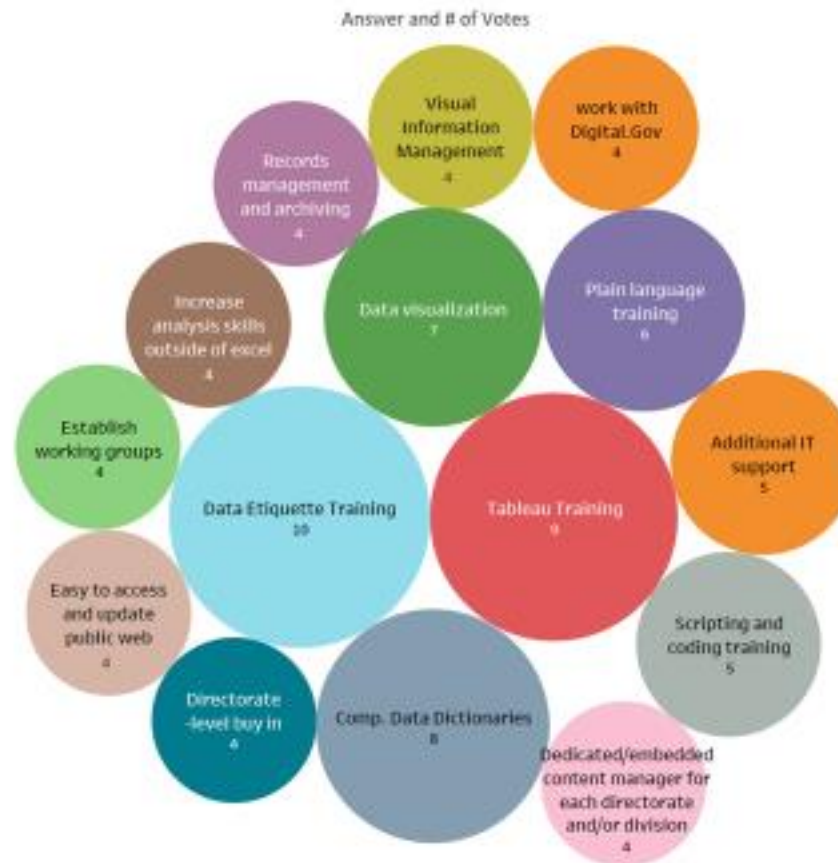 Answer and # of Votes
Visual
Information
Management
4
work with
Digital.Gov
4
Records
management
and archiving
4
Data visualization
7
Plain language
training
6
Increase
analysis skills
outside of excel
4
Establish
working groups
4
Additional IT
support
5
Data Etiquette Training
10
Tableau Training
9
Easy to access
and update
public web
4
Scripting and
coding training
5
Directorate
-level buy in
4
Comp. Data Dictionaries
8
Dedicated/embedded
content manager for
each directorate
and/or division
4